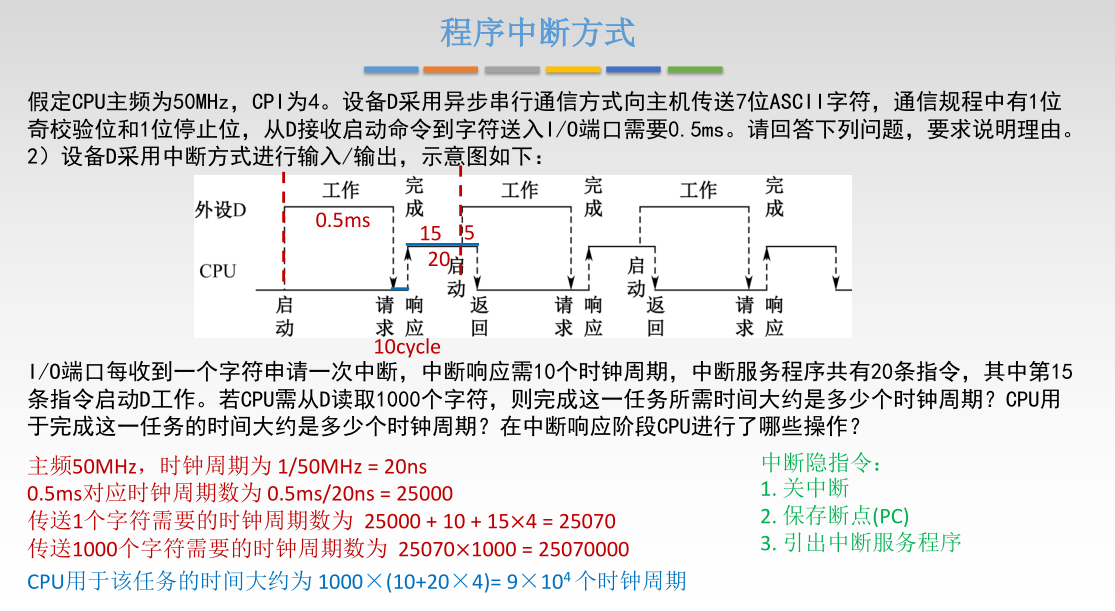 程序中断方式
假定CPU主频为50MHz，CPI为4。设备D采用异步串行通信方式向主机传送7位ASCII字符，通信规程中有1位
奇校验位和1位停止位，从D接收启动命令到字符送入I/O端口需要0.5ms。请回答下列问题，要求说明理由。
2）设备D采用中断方式进行输入/输出，示意图如下：
工作 完成 工作 完成 工作 完成
外设D
0.5ms
15 5
20
CPU
启动 启动
启动 请求 响应 返回 请求 响应 返回 请求 响应
10cycle
I/O端口每收到一个字符申请一次中断，中断响应需10个时钟周期，中断服务程序共有20条指令，其中第15
条指令启动D工作。若CPU需从D读取1000个字符，则完成这一任务所需时间大约是多少个时钟周期？CPU用
于完成这一任务的时间大约是多少个时钟周期？在中断响应阶段CPU进行了哪些操作？
主频50MHz，时钟周期为 1/50MHz = 20ns
0.5ms对应时钟周期数为 0.5ms/20ns = 25000
传送1个字符需要的时钟周期数为 25000 + 10 + 15×4 = 25070
传送1000个字符需要的时钟周期数为 25070×1000 = 25070000
CPU用于该任务的时间大约为 1000×(10+20×4)= 9×10⁴ 个时钟周期
中断隐指令：
1. 关中断
2. 保存断点(PC)
3. 引出中断服务程序